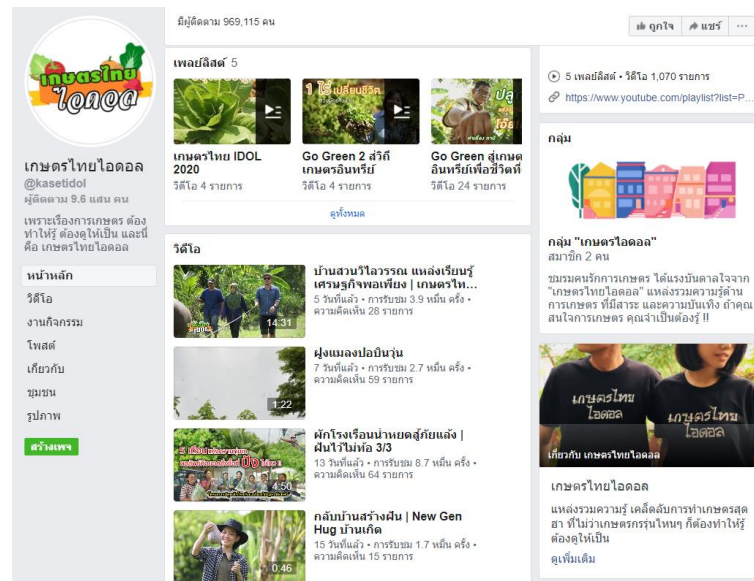 มีผู้ติดตาม 969,115 คน
ถูกใจ
แชร์
เกษตรไทย
ไอดอล
เกษตรไทยไอดอล
@kasetidol
ผู้ติดตาม 9.6 แสน คน
เพราะเรื่องการเกษตร ต้อง
ทำให้รู้ ต้องดูให้เป็น และนี่
คือ เกษตรไทยไอดอล
หน้าหลัก
วิดีโอ
งานกิจกรรม
โพสต์
เกี่ยวกับ
ชุมชน
รูปภาพ
สร้างเพจ
เพลย์ลิสต์ 5
เกษตรไทย IDOL
2020
วิดีโอ 4 รายการ
1 ไร่เปลี่ยนชีวิต
Go Green 2 สู่วิถี
เกษตรอินทรีย์
วิดีโอ 4 รายการ
Go Green สู่เกษต
อินทรีย์เพื่อชีวิตที่
วิดีโอ 24 รายการ
ดูทั้งหมด
วิดีโอ
14:31
บ้านสวนวิไลวรรณ แหล่งเรียนรู้
เศรษฐกิจพอเพียง | เกษตรไท...
5 วันที่แล้ว • การรับชม 3.9 หมื่น ครั้ง •
ความคิดเห็น 28 รายการ
1:22
ฝูงแมลงปอบินวุ่น
7 วันที่แล้ว • การรับชม 2.7 หมื่น ครั้ง •
ความคิดเห็น 59 รายการ
4:50
ผักโรงเรือนน้ำหยดสู้ภัยแล้ง |
ฝันไว้ไม่ท้อ 3/3
13 วันที่แล้ว • การรับชม 8.7 หมื่น ครั้ง •
ความคิดเห็น 64 รายการ
0:46
กลับบ้านสร้างฝัน | New Gen
Hug บ้านเกิด
15 วันที่แล้ว • การรับชม 1.7 หมื่น ครั้ง •
ความคิดเห็น 15 รายการ
5 เพลย์ลิสต์ • วิดีโอ 1,070 รายการ
https://www.youtube.com/playlist?list=P...
กลุ่ม
กลุ่ม "เกษตรไอดอล"
สมาชิก 2 คน
ชมรมคนรักการเกษตร ได้แรงบันดาลใจจาก
"เกษตรไทยไอดอล" แหล่งรวมความรู้ด้าน
การเกษตร ที่มีสาระ และความบันเทิง ถ้าคุณ
สนใจการเกษตร คุณจำเป็นต้องรู้ !!
เกษตรไทย
ไอดอล
เกษตรไทย
ไอดอล
เกี่ยวกับ เกษตรไทยไอดอล
เกษตรไทยไอดอล
แหล่งรวมความรู้ เคล็ดลับการทำเกษตรสุด
ฮา ที่ไม่ว่าเกษตรกรรุ่นไหนๆ ก็ต้องทำให้รู้
ต้องดูให้เป็น
ดูเพิ่มเติม